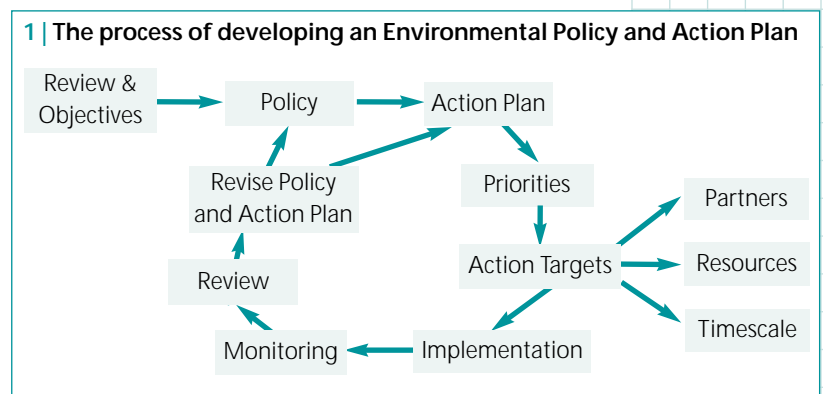 1 | The process of developing an Environmental Policy and Action Plan
Review &
Objectives
Policy
Action Plan
Revise Policy
and Action Plan
Priorities
Partners
Action Targets
Resources
Review
Timescale
Monitoring
Implementation